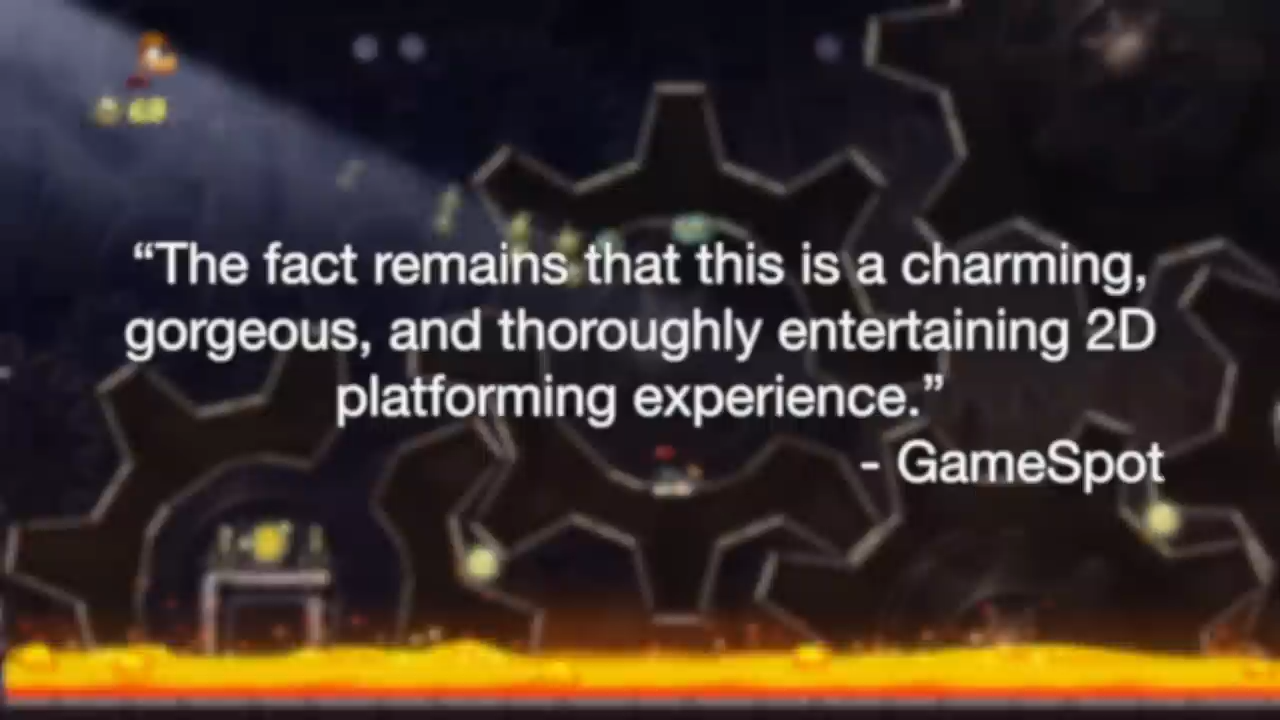 “The fact remains that this is a charming,
gorgeous, and thoroughly entertaining 2D
platforming experience.”
- GameSpot